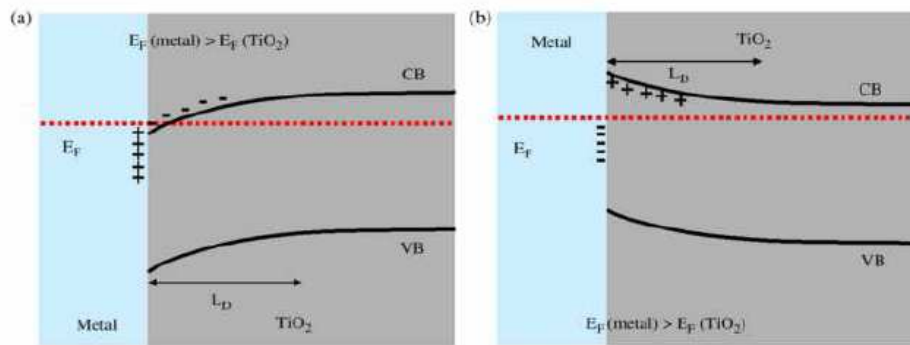 (a)
E_F (metal) > E_F (TiO₂)
CB
E_F
VB
L_D
Metal
TiO₂
(b)
Metal
TiO₂
L_D
CB
E_F
VB
E_F (metal) > E_F (TiO₂)